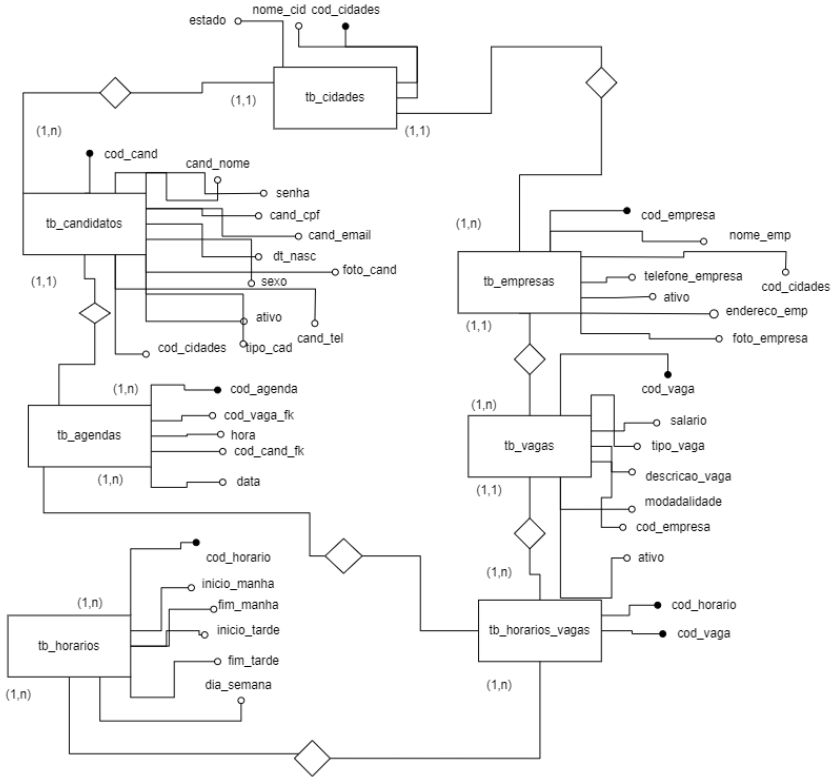 nome_cid cod_cidades
estado
tb_cidades
(1,1)
(1,1)
(1,n)
cod_cand
cand_nome
senha
tb_candidatos
cand_cpf
cand_email
dt_nasc
foto_cand
sexo
(1,1)
ativo
cand_tel
tipo_cad
cod_cidades
(1,n)
cod_empresa
nome_emp
tb_empresas
telefone_empresa
cod_cidades
ativo
endereco_emp
(1,1)
foto_empresa
(1,n)
cod_agenda
cod_vaga_fk
tb_agendas
hora
cod_cand_fk
(1,n)
data
cod_vaga
(1,n)
salario
tb_vagas
tipo_vaga
descricao_vaga
(1,1)
modadalidade
cod_empresa
ativo
cod_horario
(1,n)
inicio_manha
(1,n)
fim_manha
cod_horario
inicio_tarde
tb_horarios_vagas
cod_vaga
tb_horarios
fim_tarde
dia_semana
(1,n)
(1,n)